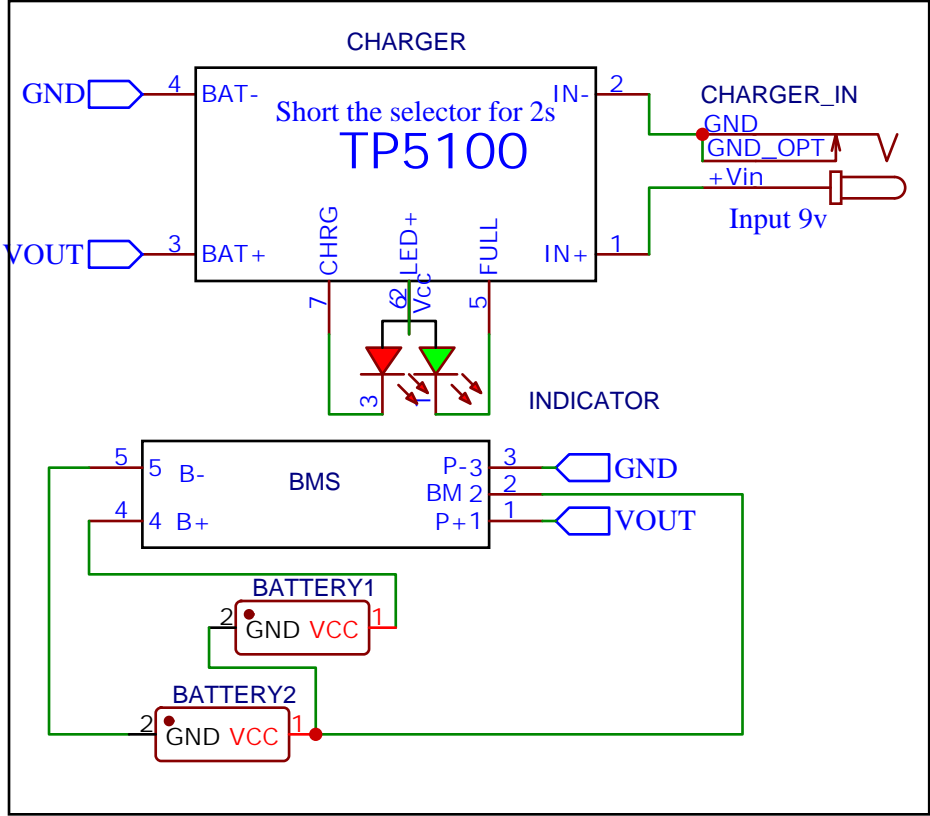 CHARGER
GND
4
BAT-
IN-
2
Short the selector for 2s
TP5100
CHARGER_IN
GND
GND_OPT
+Vin
Input 9v
VOUT
3
BAT+
CHRG
LED+
FULL
IN+
1
7
6
2
Vcc
5
3
1
INDICATOR
5
5
B-
BMS
P-
3
3
GND
BM
2
2
4
4
B+
P+
1
1
VOUT
BATTERY1
2
GND
VCC
1
BATTERY2
2
GND
VCC
1